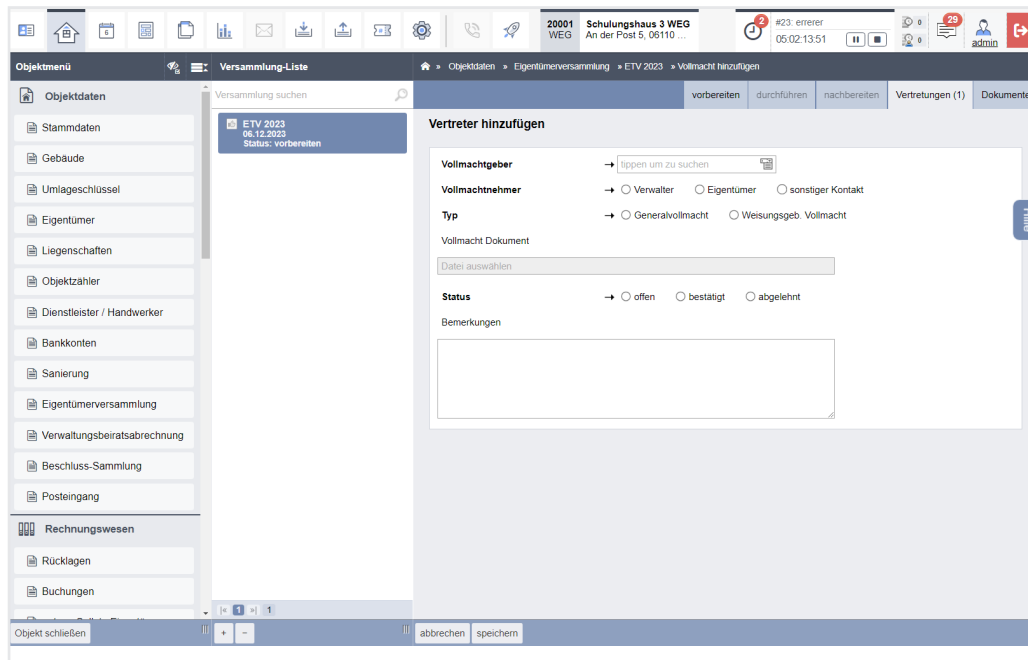 6
20001
WEG
Schulungshaus 3 WEG
An der Post 5, 06110 ...
2
#23: errerer
05:02:13:51
0
0
29
admin
Objektmenü
Versammlung-Liste
» Objektdaten » Eigentümerversammlung » ETV 2023 » Vollmacht hinzufügen
Objektdaten
Stammdaten
Gebäude
Umlageschlüssel
Eigentümer
Liegenschaften
Objektzähler
Dienstleister / Handwerker
Bankkonten
Sanierung
Eigentümerversammlung
Verwaltungsbeiratsabrechnung
Beschluss-Sammlung
Posteingang
Rechnungswesen
Rücklagen
Buchungen
Objekt schließen
Versammlung suchen
ETV 2023
06.12.2023
Status: vorbereiten
|« 1 »| 1
+ −
vorbereiten durchführen nachbereiten Vertretungen (1) Dokumente
Vertreter hinzufügen
Vollmachtgeber → tippen um zu suchen
Vollmachtnehmer → Verwalter Eigentümer sonstiger Kontakt
Typ → Generalvollmacht Weisungsgeb. Vollmacht
Vollmacht Dokument
Datei auswählen
Status → offen bestätigt abgelehnt
Bemerkungen
abbrechen speichern